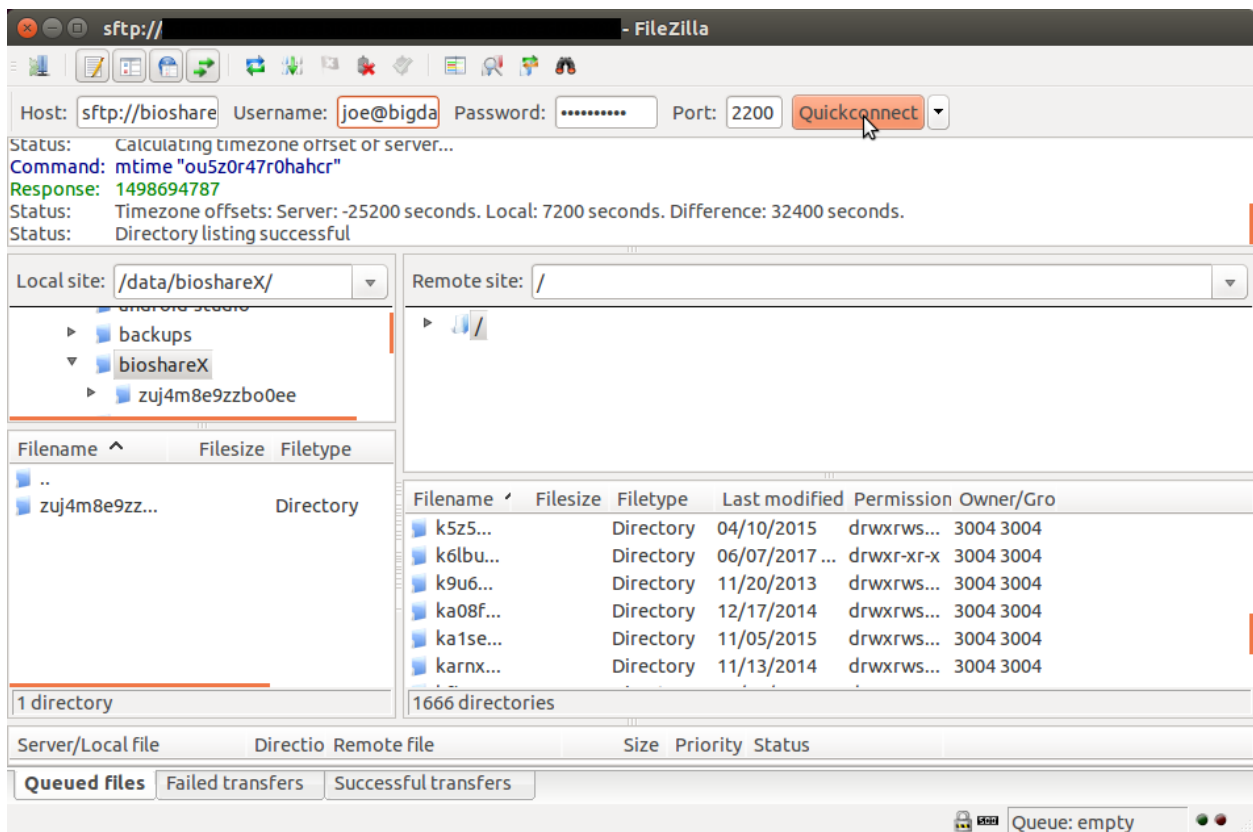 sftp:// - FileZilla
Host: sftp://bioshare Username: joe@bigda Password: •••••••••• Port: 2200 Quickconnect
Status: Calculating timezone offset of server...
Command: mtime "ou5z0r47r0hahcr"
Response: 1498694787
Status: Timezone offsets: Server: -25200 seconds. Local: 7200 seconds. Difference: 32400 seconds.
Status: Directory listing successful
Local site: /data/bioshareX/
android-studio
backups
bioshareX
zuj4m8e9zzbo0ee
Filename Filesize Filetype
..
zuj4m8e9zz... Directory
1 directory
Remote site: /
/
Filename Filesize Filetype Last modified Permission Owner/Gro
k5z5... Directory 04/10/2015 drwxrws... 3004 3004
k6lbu... Directory 06/07/2017 ... drwxr-xr-x 3004 3004
k9u6... Directory 11/20/2013 drwxrws... 3004 3004
ka08f... Directory 12/17/2014 drwxrws... 3004 3004
ka1se... Directory 11/05/2015 drwxrws... 3004 3004
karnx... Directory 11/13/2014 drwxrws... 3004 3004
1666 directories
Server/Local file Directio Remote file Size Priority Status
Queued files Failed transfers Successful transfers
Queue: empty